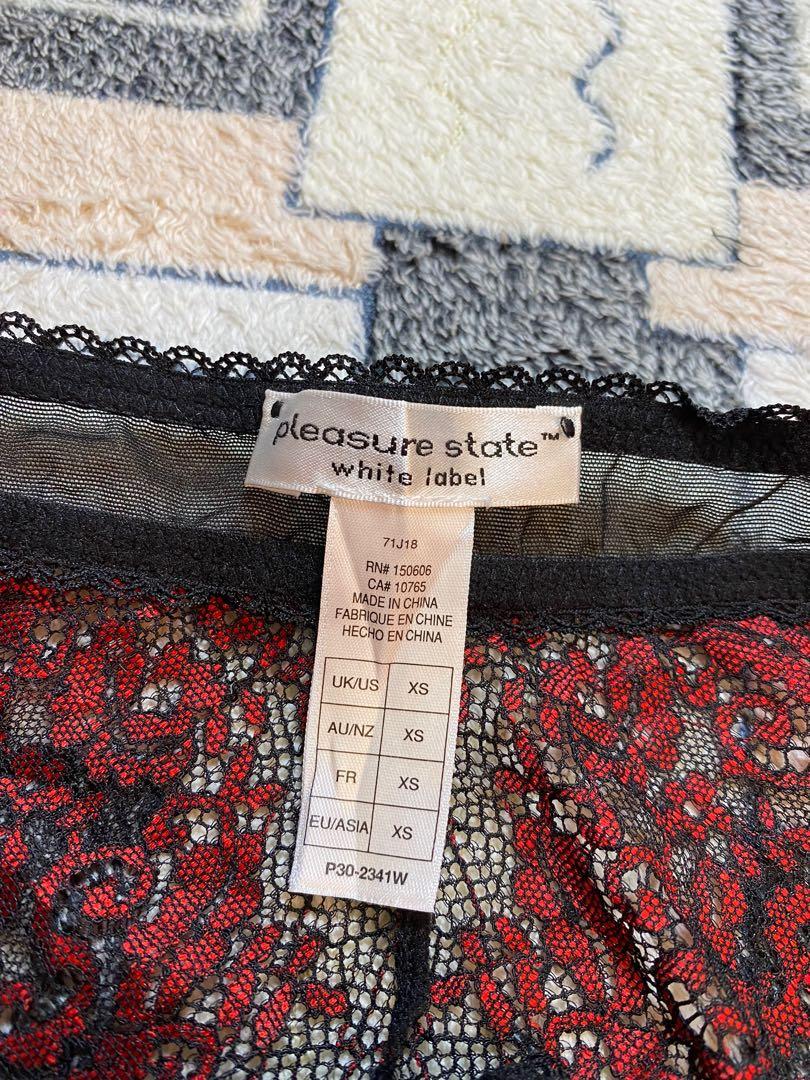 pleasure state™
white label
71J18
RN# 150606
CA# 10765
MADE IN CHINA
FABRIQUE EN CHINE
HECHO EN CHINA
UK/US XS
AU/NZ XS
FR XS
EU/ASIA XS
P30-2341W